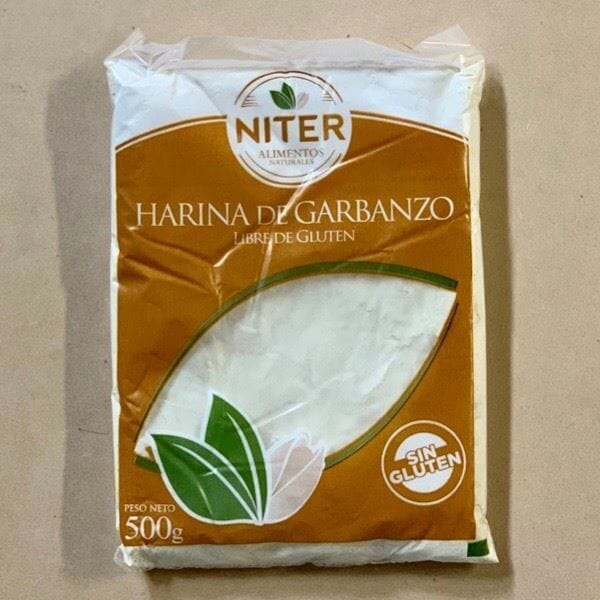 NITER
ALIMENTOS
NATURALES
HARINA DE GARBANZO
LIBRE DE GLUTEN
SIN
GLUTEN
PESO NETO
500g